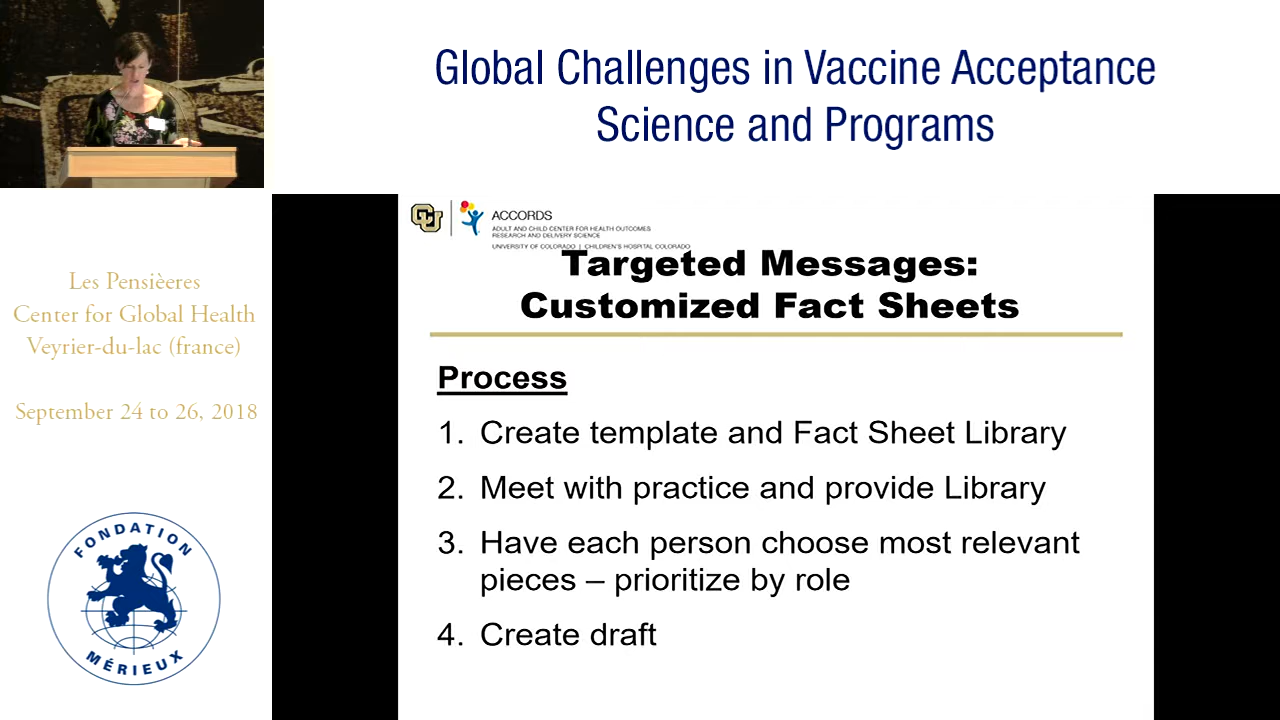 Global Challenges in Vaccine Acceptance
Science and Programs
Les Pensièeres
Center for Global Health
Veyrier-du-lac (france)
September 24 to 26, 2018
FONDATION
MÉRIEUX
CU
ACCORDS
ADULT AND CHILD CENTER FOR HEALTH OUTCOMES
RESEARCH AND DELIVERY SCIENCE
UNIVERSITY OF COLORADO | CHILDREN'S HOSPITAL COLORADO
Targeted Messages:
Customized Fact Sheets
Process
1. Create template and Fact Sheet Library
2. Meet with practice and provide Library
3. Have each person choose most relevant
pieces – prioritize by role
4. Create draft